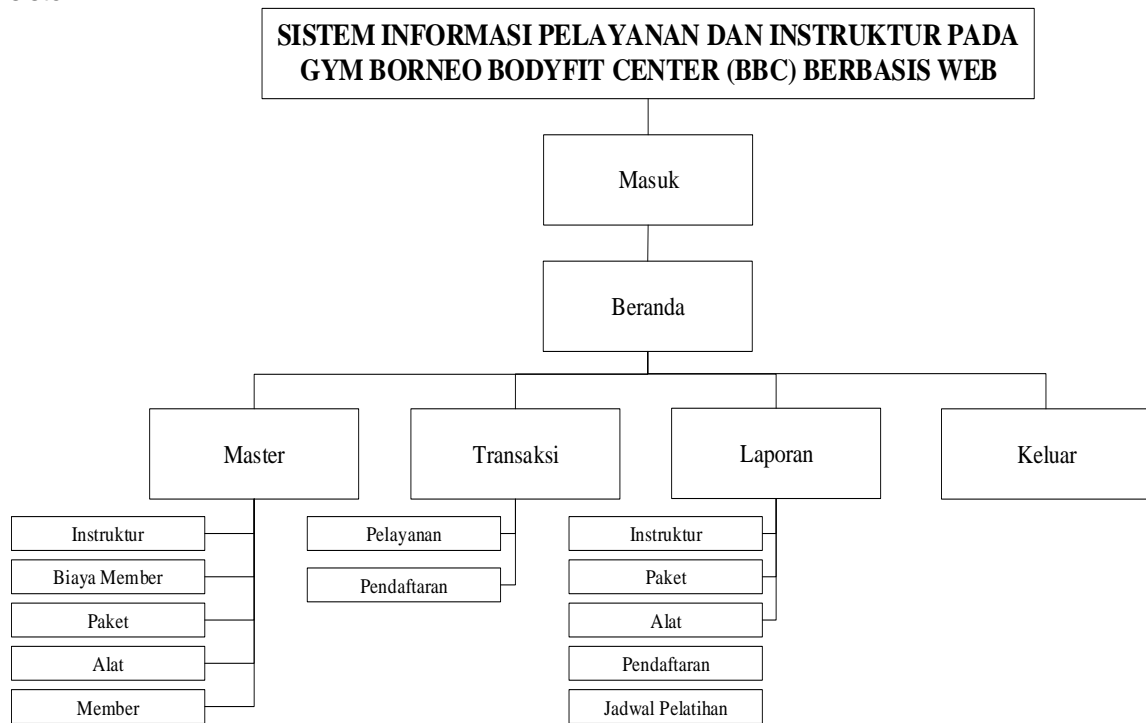 SISTEM INFORMASI PELAYANAN DAN INSTRUKTUR PADA
GYM BORNEO BODYFIT CENTER (BBC) BERBASIS WEB
Masuk
Beranda
Master
Transaksi
Laporan
Keluar
Instruktur
Biaya Member
Paket
Alat
Member
Pelayanan
Pendaftaran
Instruktur
Paket
Alat
Pendaftaran
Jadwal Pelatihan